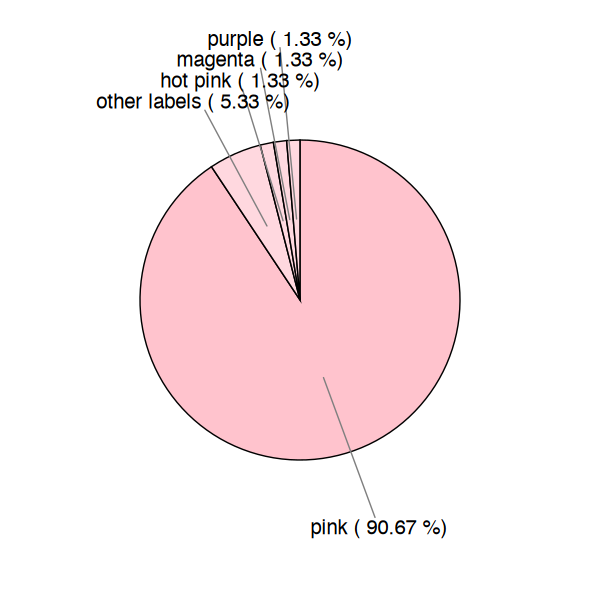 purple ( 1.33 %)
magenta ( 1.33 %)
hot pink ( 1.33 %)
other labels ( 5.33 %)
pink ( 90.67 %)